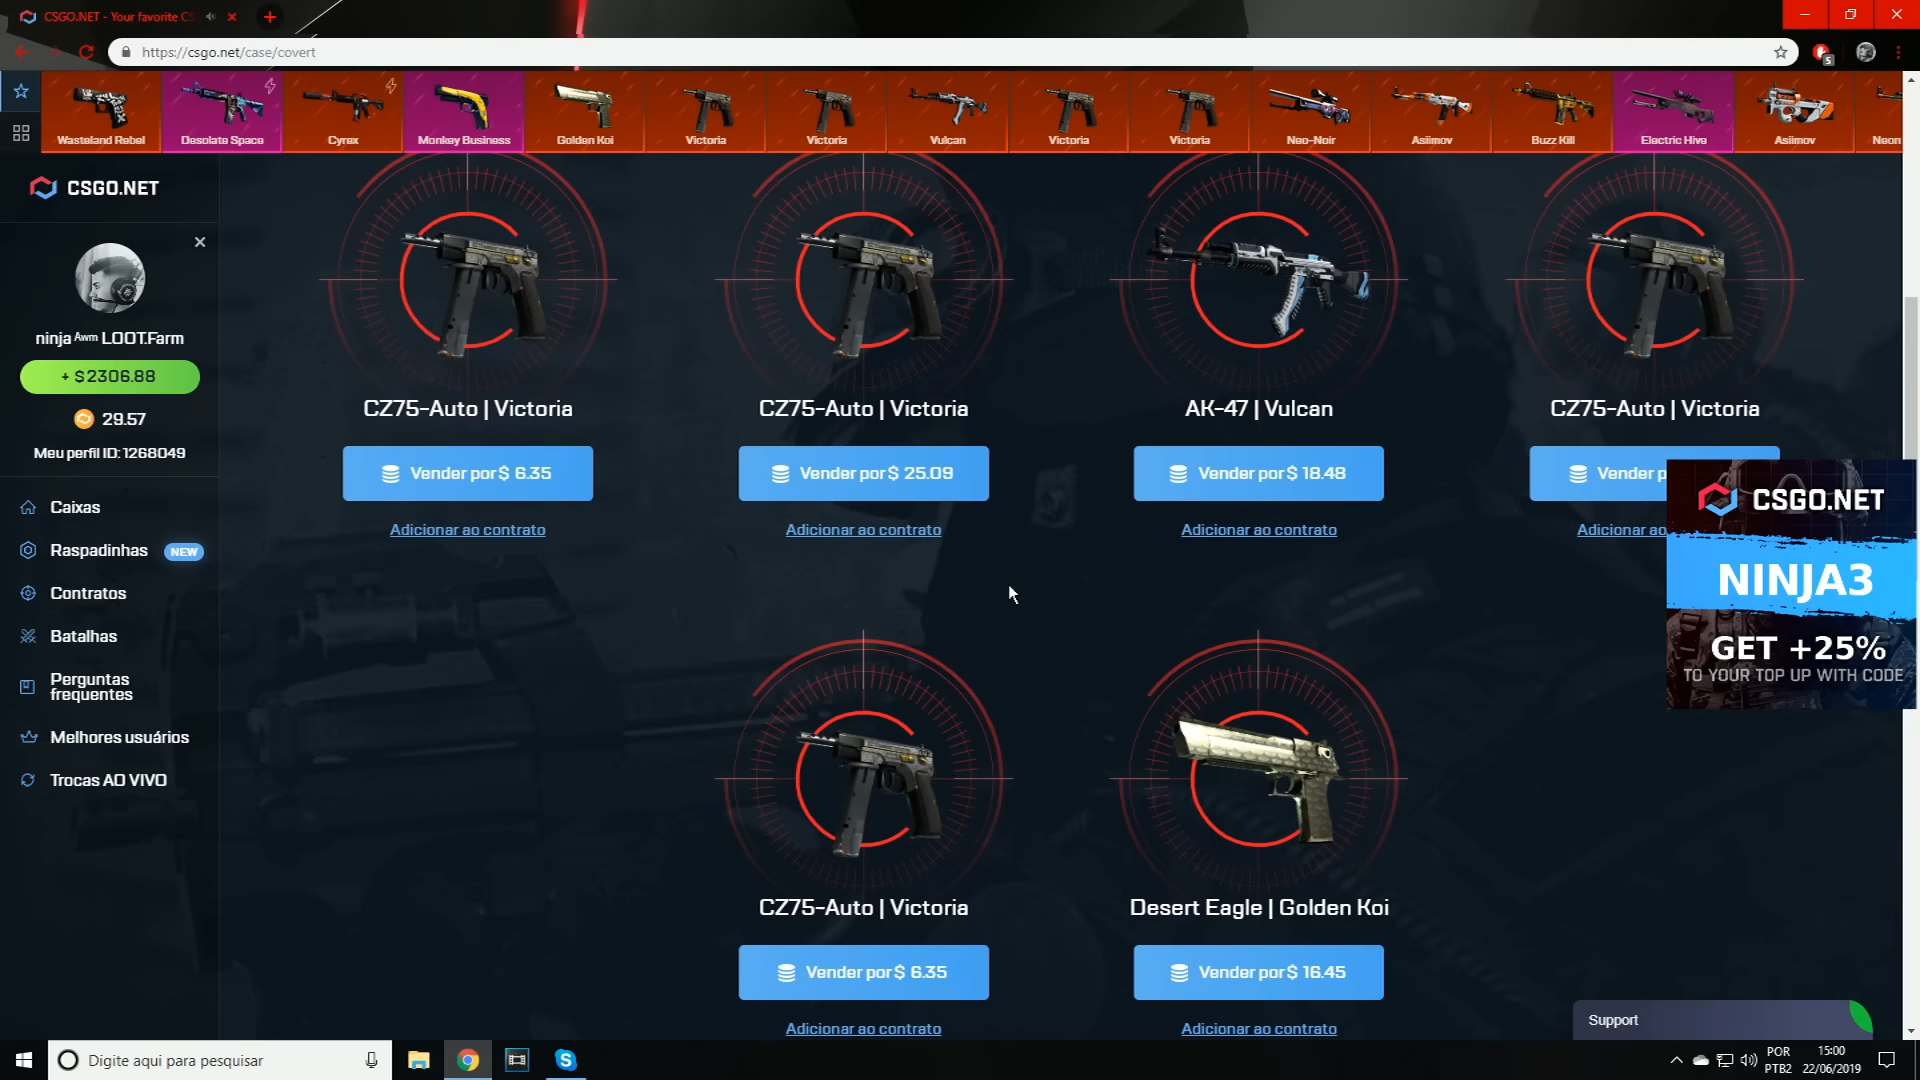 CSGO.NET - Your favorite CS
https://csgo.net/case/covert
5
Wasteland Rebel
Desolate Space
Cyrex
Monkey Business
Golden Koi
Victoria
Victoria
Vulcan
Victoria
Victoria
Neo-Noir
Asiimov
Buzz Kill
Electric Hive
Asiimov
Neon
CSGO.NET
ninja ᴬʷᵐ LOOT.Farm
+ $2306.88
29.57
Meu perfil ID: 1268049
Caixas
Raspadinhas NEW
Contratos
Batalhas
Perguntas
frequentes
Melhores usuários
Trocas AO VIVO
CZ75-Auto | Victoria
Vender por $ 6.35
Adicionar ao contrato
CZ75-Auto | Victoria
Vender por $ 25.09
Adicionar ao contrato
AK-47 | Vulcan
Vender por $ 18.48
Adicionar ao contrato
CZ75-Auto | Victoria
Vender p
Adicionar ao
CZ75-Auto | Victoria
Vender por $ 6.35
Adicionar ao contrato
Desert Eagle | Golden Koi
Vender por $ 16.45
Adicionar ao contrato
CSGO.NET
NINJA3
GET +25%
TO YOUR TOP UP WITH CODE
Support
Digite aqui para pesquisar
POR
PTB2
15:00
22/06/2019